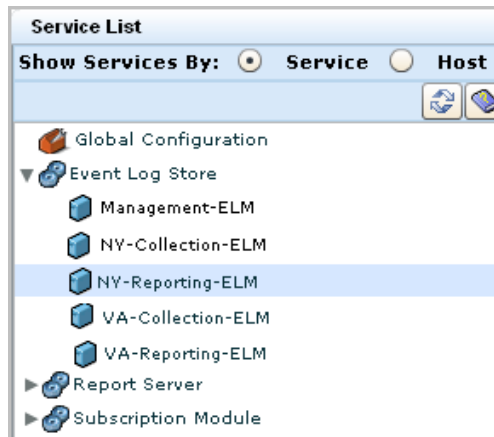 Service List
Show Services By: Service Host
Global Configuration
Event Log Store
Management-ELM
NY-Collection-ELM
NY-Reporting-ELM
VA-Collection-ELM
VA-Reporting-ELM
Report Server
Subscription Module